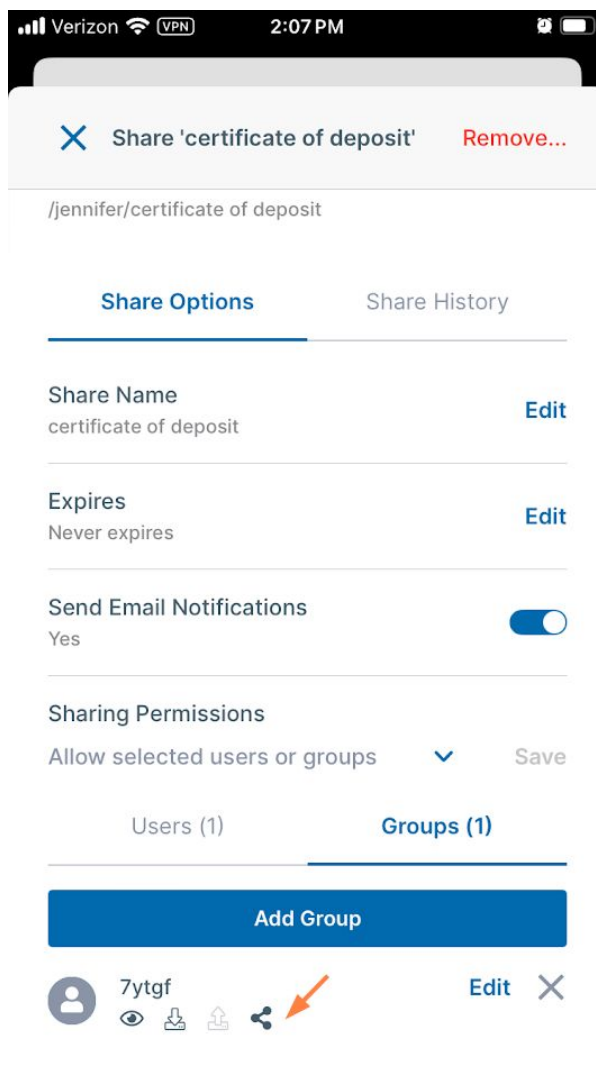 Verizon VPN 2:07 PM
Share 'certificate of deposit' Remove...
/jennifer/certificate of deposit
Share Options Share History
Share Name
Edit
certificate of deposit
Expires
Edit
Never expires
Send Email Notifications
Yes
Sharing Permissions
Allow selected users or groups Save
Users (1) Groups (1)
Add Group
7ytgf Edit